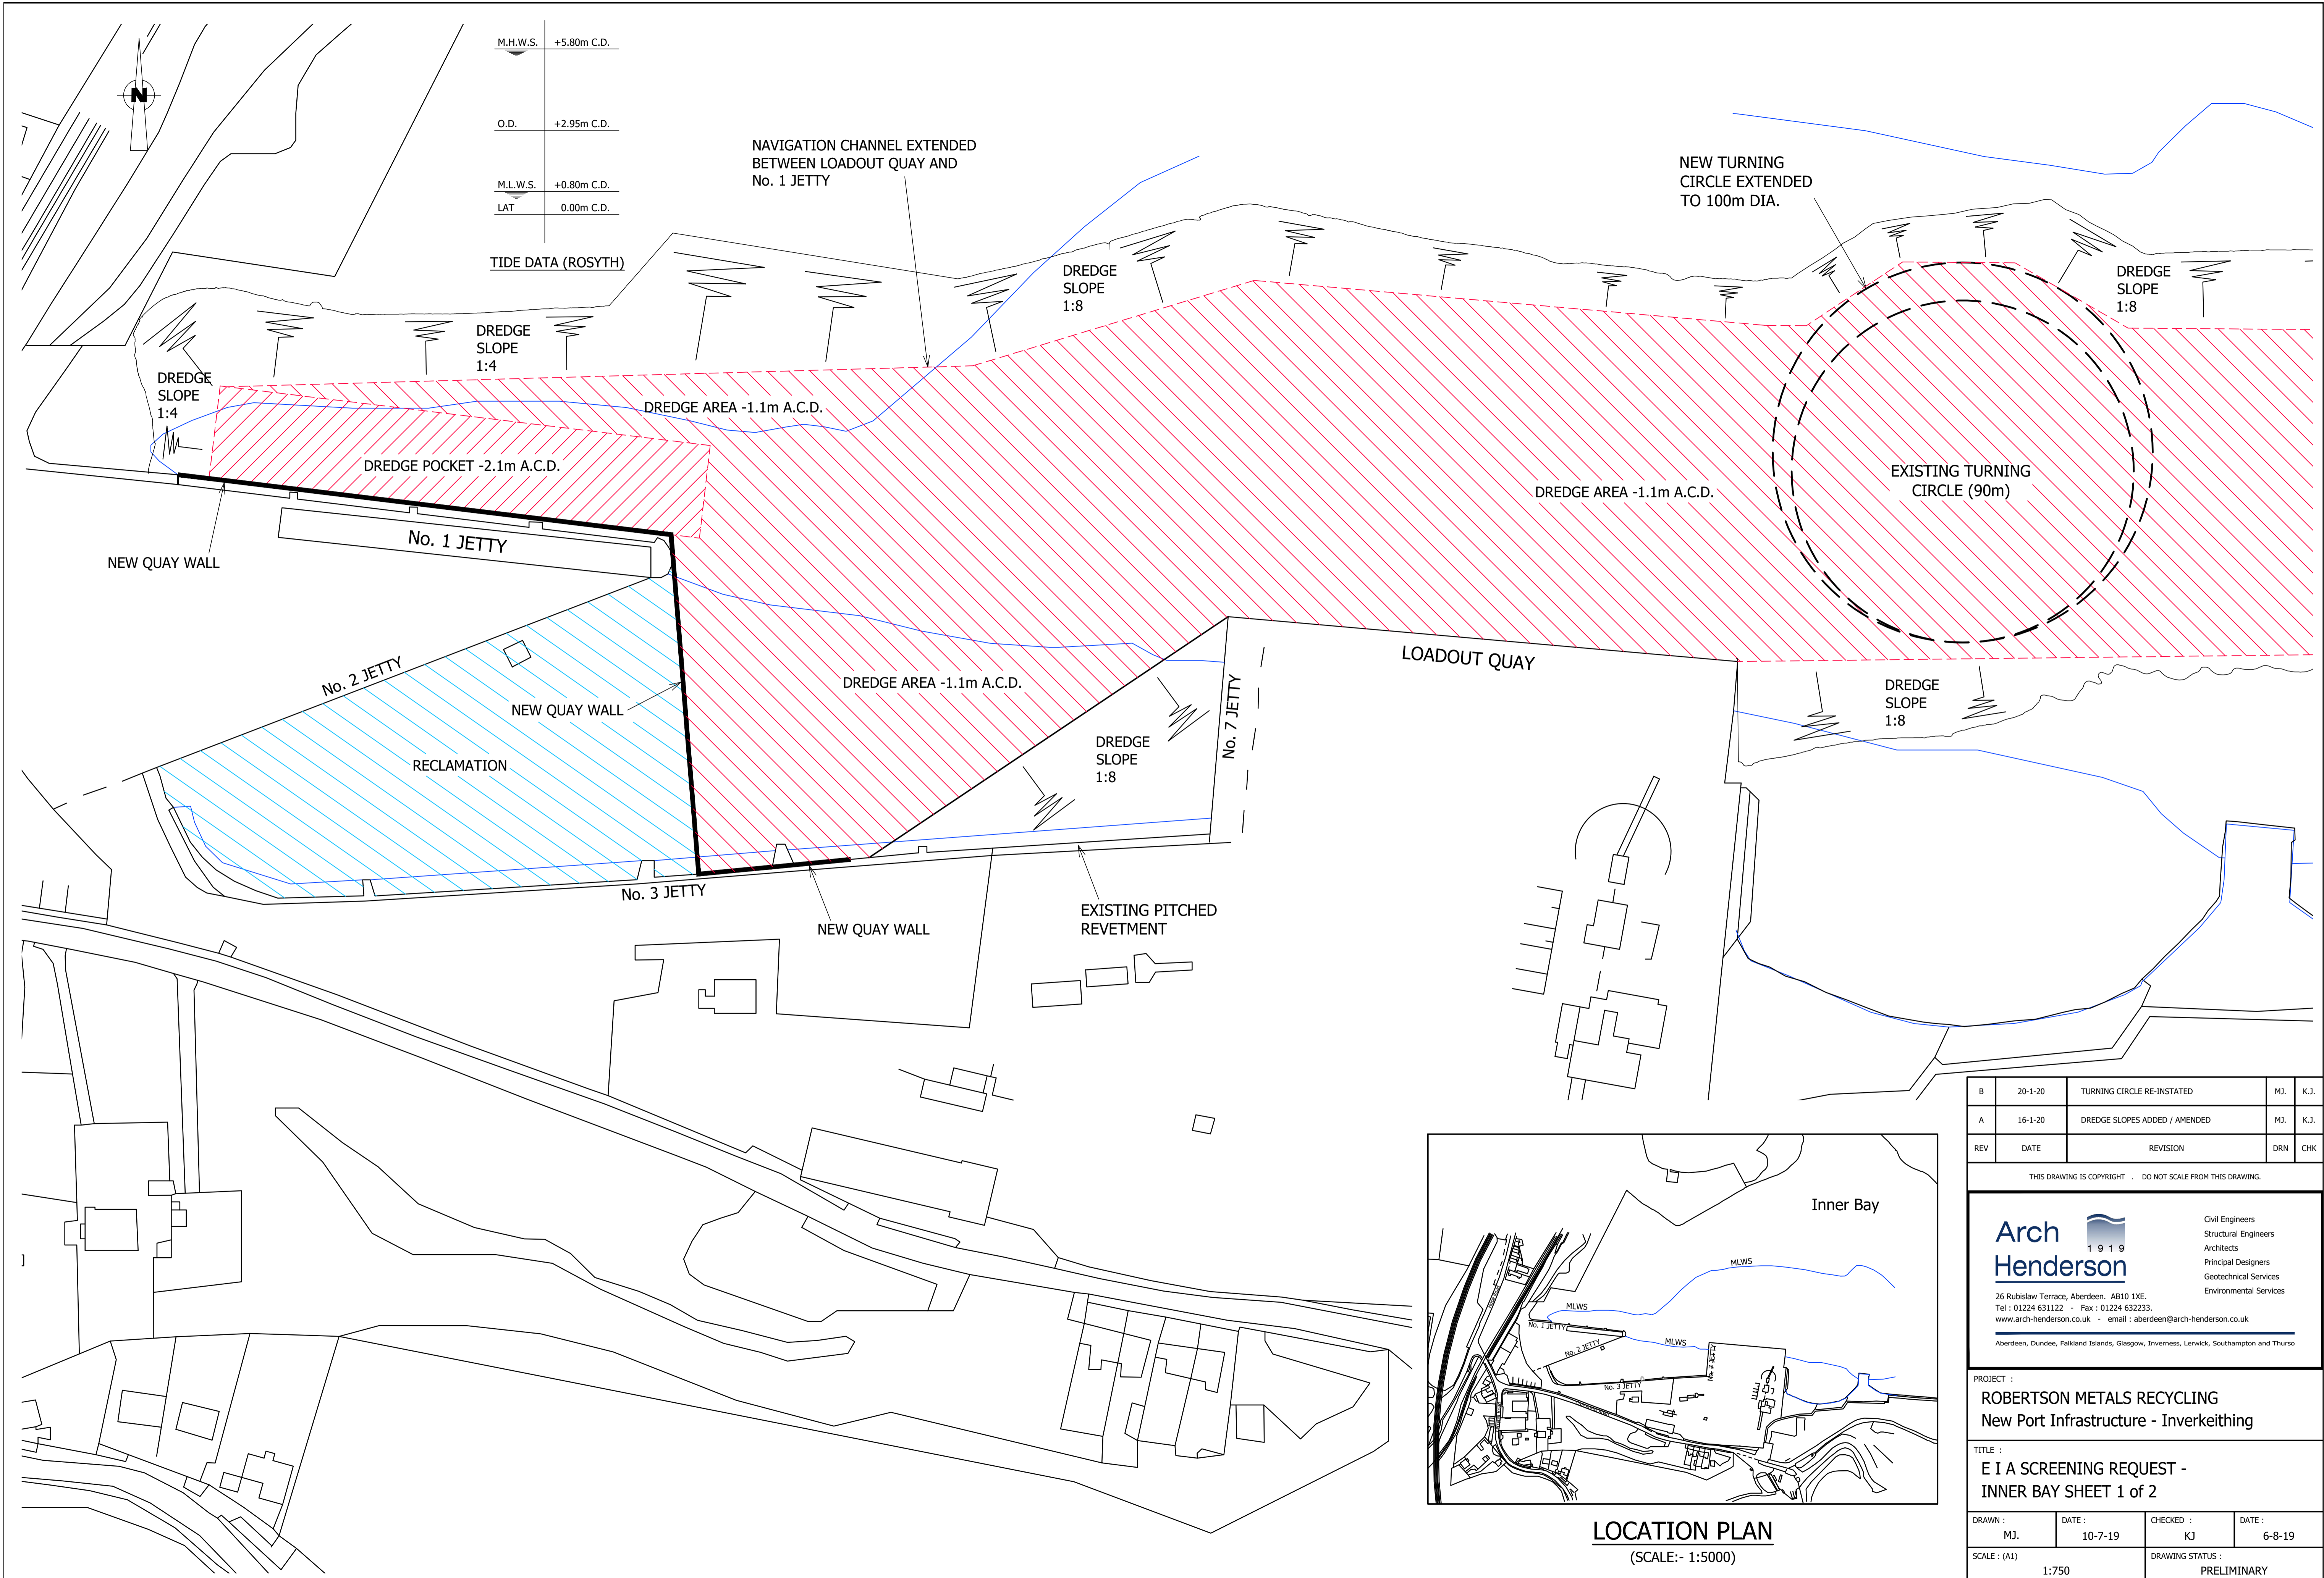 N
M.H.W.S. +5.80m C.D.
O.D. +2.95m C.D.
M.L.W.S. +0.80m C.D.
LAT 0.00m C.D.
TIDE DATA (ROSYTH)
NAVIGATION CHANNEL EXTENDED
BETWEEN LOADOUT QUAY AND
No. 1 JETTY
NEW TURNING
CIRCLE EXTENDED
TO 100m DIA.
DREDGE
SLOPE
1:8
DREDGE
SLOPE
1:8
DREDGE
SLOPE
1:4
DREDGE
SLOPE
1:4
DREDGE AREA -1.1m A.C.D.
DREDGE POCKET -2.1m A.C.D.
DREDGE AREA -1.1m A.C.D.
EXISTING TURNING
CIRCLE (90m)
No. 1 JETTY
NEW QUAY WALL
No. 2 JETTY
NEW QUAY WALL
DREDGE AREA -1.1m A.C.D.
LOADOUT QUAY
No. 7 JETTY
DREDGE
SLOPE
1:8
DREDGE
SLOPE
1:8
RECLAMATION
No. 3 JETTY
NEW QUAY WALL
EXISTING PITCHED
REVETMENT
Inner Bay
MLWS
MLWS
MLWS
No. 1 JETTY
No. 2 JETTY
No. 3 JETTY
LOCATION PLAN
(SCALE:- 1:5000)
B 20-1-20 TURNING CIRCLE RE-INSTATED MJ. K.J.
A 16-1-20 DREDGE SLOPES ADDED / AMENDED MJ. K.J.
REV DATE REVISION DRN CHK
THIS DRAWING IS COPYRIGHT . DO NOT SCALE FROM THIS DRAWING.
Arch
1919
Henderson
Civil Engineers
Structural Engineers
Architects
Principal Designers
Geotechnical Services
Environmental Services
26 Rubislaw Terrace, Aberdeen. AB10 1XE.
Tel : 01224 631122 - Fax : 01224 632233.
www.arch-henderson.co.uk - email : aberdeen@arch-henderson.co.uk
Aberdeen, Dundee, Falkland Islands, Glasgow, Inverness, Lerwick, Southampton and Thurso
PROJECT :
ROBERTSON METALS RECYCLING
New Port Infrastructure - Inverkeithing
TITLE :
E I A SCREENING REQUEST -
INNER BAY SHEET 1 of 2
DRAWN : DATE : CHECKED : DATE :
MJ. 10-7-19 KJ 6-8-19
SCALE : (A1) DRAWING STATUS :
1:750 PRELIMINARY